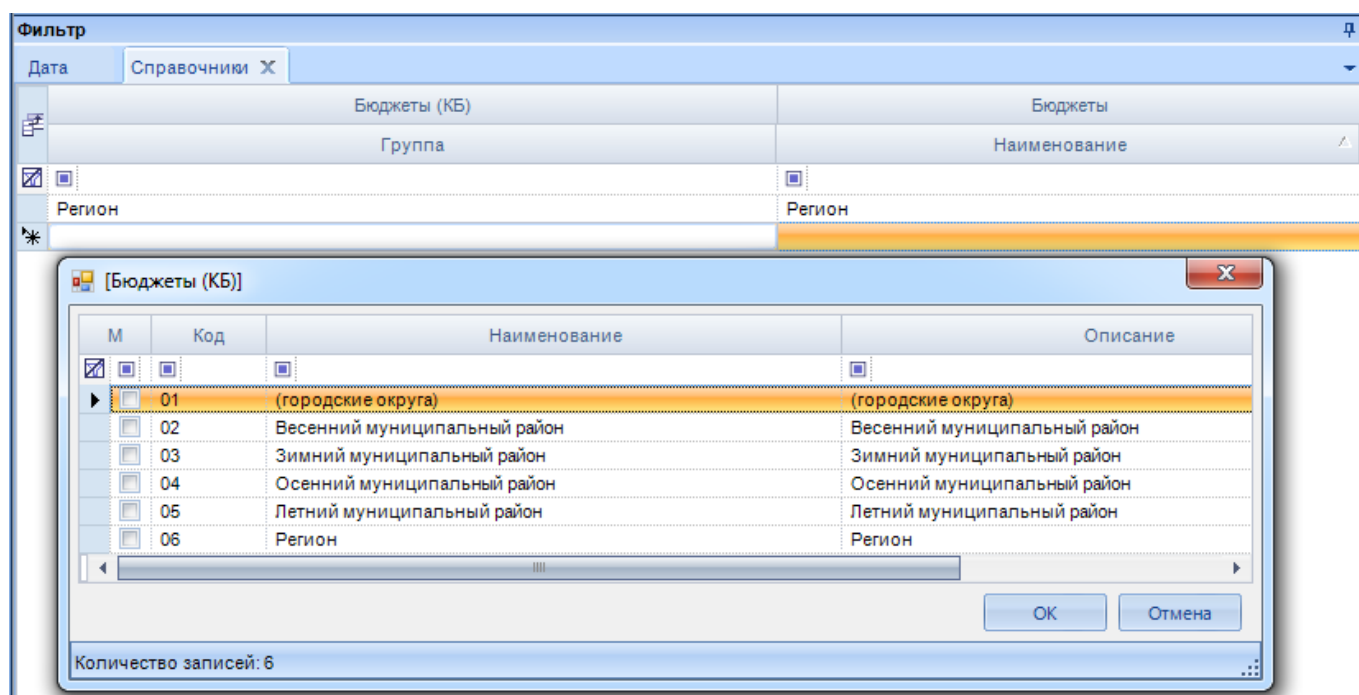 Фильтр
Дата Справочники
Бюджеты (КБ) Бюджеты
Группа Наименование
Регион Регион
[Бюджеты (КБ)]
М Код Наименование Описание
01 (городские округа) (городские округа)
02 Весенний муниципальный район Весенний муниципальный район
03 Зимний муниципальный район Зимний муниципальный район
04 Осенний муниципальный район Осенний муниципальный район
05 Летний муниципальный район Летний муниципальный район
06 Регион Регион
ОК Отмена
Количество записей: 6